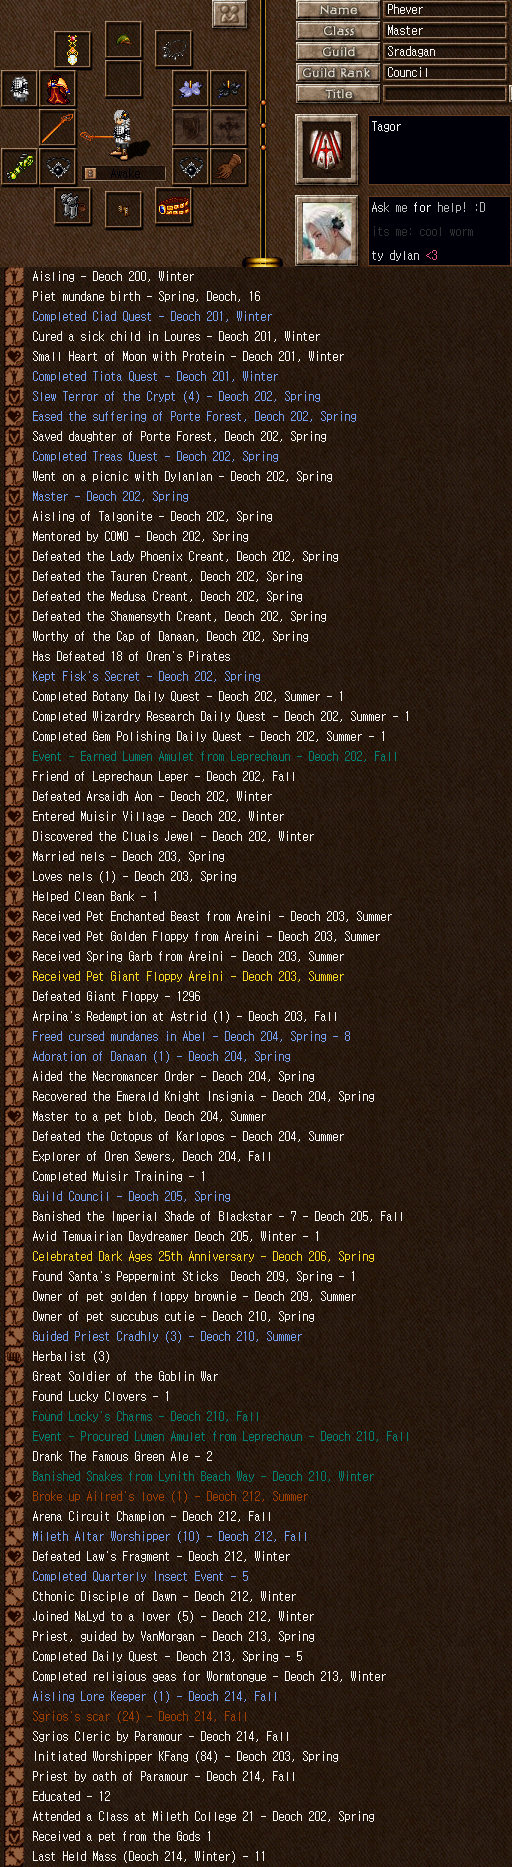 Name Phever
Class Master
Guild Sradagan
Guild Rank Council
Title
Tagor
Awake
Ask me for help! :D
its me: cool worm
ty dylan <3
Aisling - Deoch 200, Winter
Piet mundane birth - Spring, Deoch, 16
Completed Ciad Quest - Deoch 201, Winter
Cured a sick child in Loures - Deoch 201, Winter
Small Heart of Moon with Protein - Deoch 201, Winter
Completed Tiota Quest - Deoch 201, Winter
Slew Terror of the Crypt (4) - Deoch 202, Spring
Eased the suffering of Porte Forest, Deoch 202, Spring
Saved daughter of Porte Forest, Deoch 202, Spring
Completed Treas Quest - Deoch 202, Spring
Went on a picnic with Dylanlan - Deoch 202, Spring
Master - Deoch 202, Spring
Aisling of Talgonite - Deoch 202, Spring
Mentored by COMO - Deoch 202, Spring
Defeated the Lady Phoenix Creant, Deoch 202, Spring
Defeated the Tauren Creant, Deoch 202, Spring
Defeated the Medusa Creant, Deoch 202, Spring
Defeated the Shamensyth Creant, Deoch 202, Spring
Worthy of the Cap of Danaan, Deoch 202, Spring
Has Defeated 18 of Oren's Pirates
Kept Fisk's Secret - Deoch 202, Spring
Completed Botany Daily Quest - Deoch 202, Summer - 1
Completed Wizardry Research Daily Quest - Deoch 202, Summer - 1
Completed Gem Polishing Daily Quest - Deoch 202, Summer - 1
Event - Earned Lumen Amulet from Leprechaun - Deoch 202, Fall
Friend of Leprechaun Leper - Deoch 202, Fall
Defeated Arsaidh Aon - Deoch 202, Winter
Entered Muisir Village - Deoch 202, Winter
Discovered the Cluais Jewel - Deoch 202, Winter
Married nels - Deoch 203, Spring
Loves nels (1) - Deoch 203, Spring
Helped Clean Bank - 1
Received Pet Enchanted Beast from Areini - Deoch 203, Summer
Received Pet Golden Floppy from Areini - Deoch 203, Summer
Received Spring Garb from Areini - Deoch 203, Summer
Received Pet Giant Floppy Areini - Deoch 203, Summer
Defeated Giant Floppy - 1296
Arpina's Redemption at Astrid (1) - Deoch 203, Fall
Freed cursed mundanes in Abel - Deoch 204, Spring - 8
Adoration of Danaan (1) - Deoch 204, Spring
Aided the Necromancer Order - Deoch 204, Spring
Recovered the Emerald Knight Insignia - Deoch 204, Spring
Master to a pet blob, Deoch 204, Summer
Defeated the Octopus of Karlopos - Deoch 204, Summer
Explorer of Oren Sewers, Deoch 204, Fall
Completed Muisir Training - 1
Guild Council - Deoch 205, Spring
Banished the Imperial Shade of Blackstar - 7 - Deoch 205, Fall
Avid Temuairian Daydreamer Deoch 205, Winter - 1
Celebrated Dark Ages 25th Anniversary - Deoch 206, Spring
Found Santa's Peppermint Sticks  Deoch 209, Spring - 1
Owner of pet golden floppy brownie - Deoch 209, Summer
Owner of pet succubus cutie - Deoch 210, Spring
Guided Priest Cradhly (3) - Deoch 210, Summer
Herbalist (3)
Great Soldier of the Goblin War
Found Lucky Clovers - 1
Found Locky's Charms - Deoch 210, Fall
Event - Procured Lumen Amulet from Leprechaun - Deoch 210, Fall
Drank The Famous Green Ale - 2
Banished Snakes from Lynith Beach Way - Deoch 210, Winter
Broke up Ailred's love (1) - Deoch 212, Summer
Arena Circuit Champion - Deoch 212, Fall
Mileth Altar Worshipper (10) - Deoch 212, Fall
Defeated Law's Fragment - Deoch 212, Winter
Completed Quarterly Insect Event - 5
Cthonic Disciple of Dawn - Deoch 212, Winter
Joined NaLyd to a lover (5) - Deoch 212, Winter
Priest, guided by VanMorgan - Deoch 213, Spring
Completed Daily Quest - Deoch 213, Spring - 5
Completed religious geas for Wormtongue - Deoch 213, Winter
Aisling Lore Keeper (1) - Deoch 214, Fall
Sgrios's scar (24) - Deoch 214, Fall
Sgrios Cleric by Paramour - Deoch 214, Fall
Initiated Worshipper KFang (84) - Deoch 203, Spring
Priest by oath of Paramour - Deoch 214, Fall
Educated - 12
Attended a Class at Mileth College 21 - Deoch 202, Spring
Received a pet from the Gods 1
Last Held Mass (Deoch 214, Winter) - 11